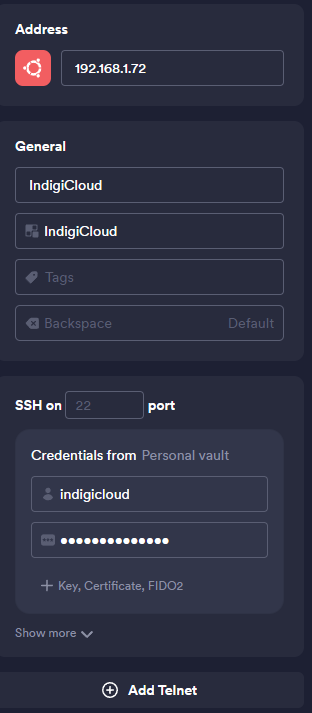 Address
192.168.1.72
General
IndigiCloud
IndigiCloud
Tags
Backspace Default
SSH on 22 port
Credentials from Personal vault
indigicloud
●●●●●●●●●●●●●●
Key, Certificate, FIDO2
Show more
Add Telnet